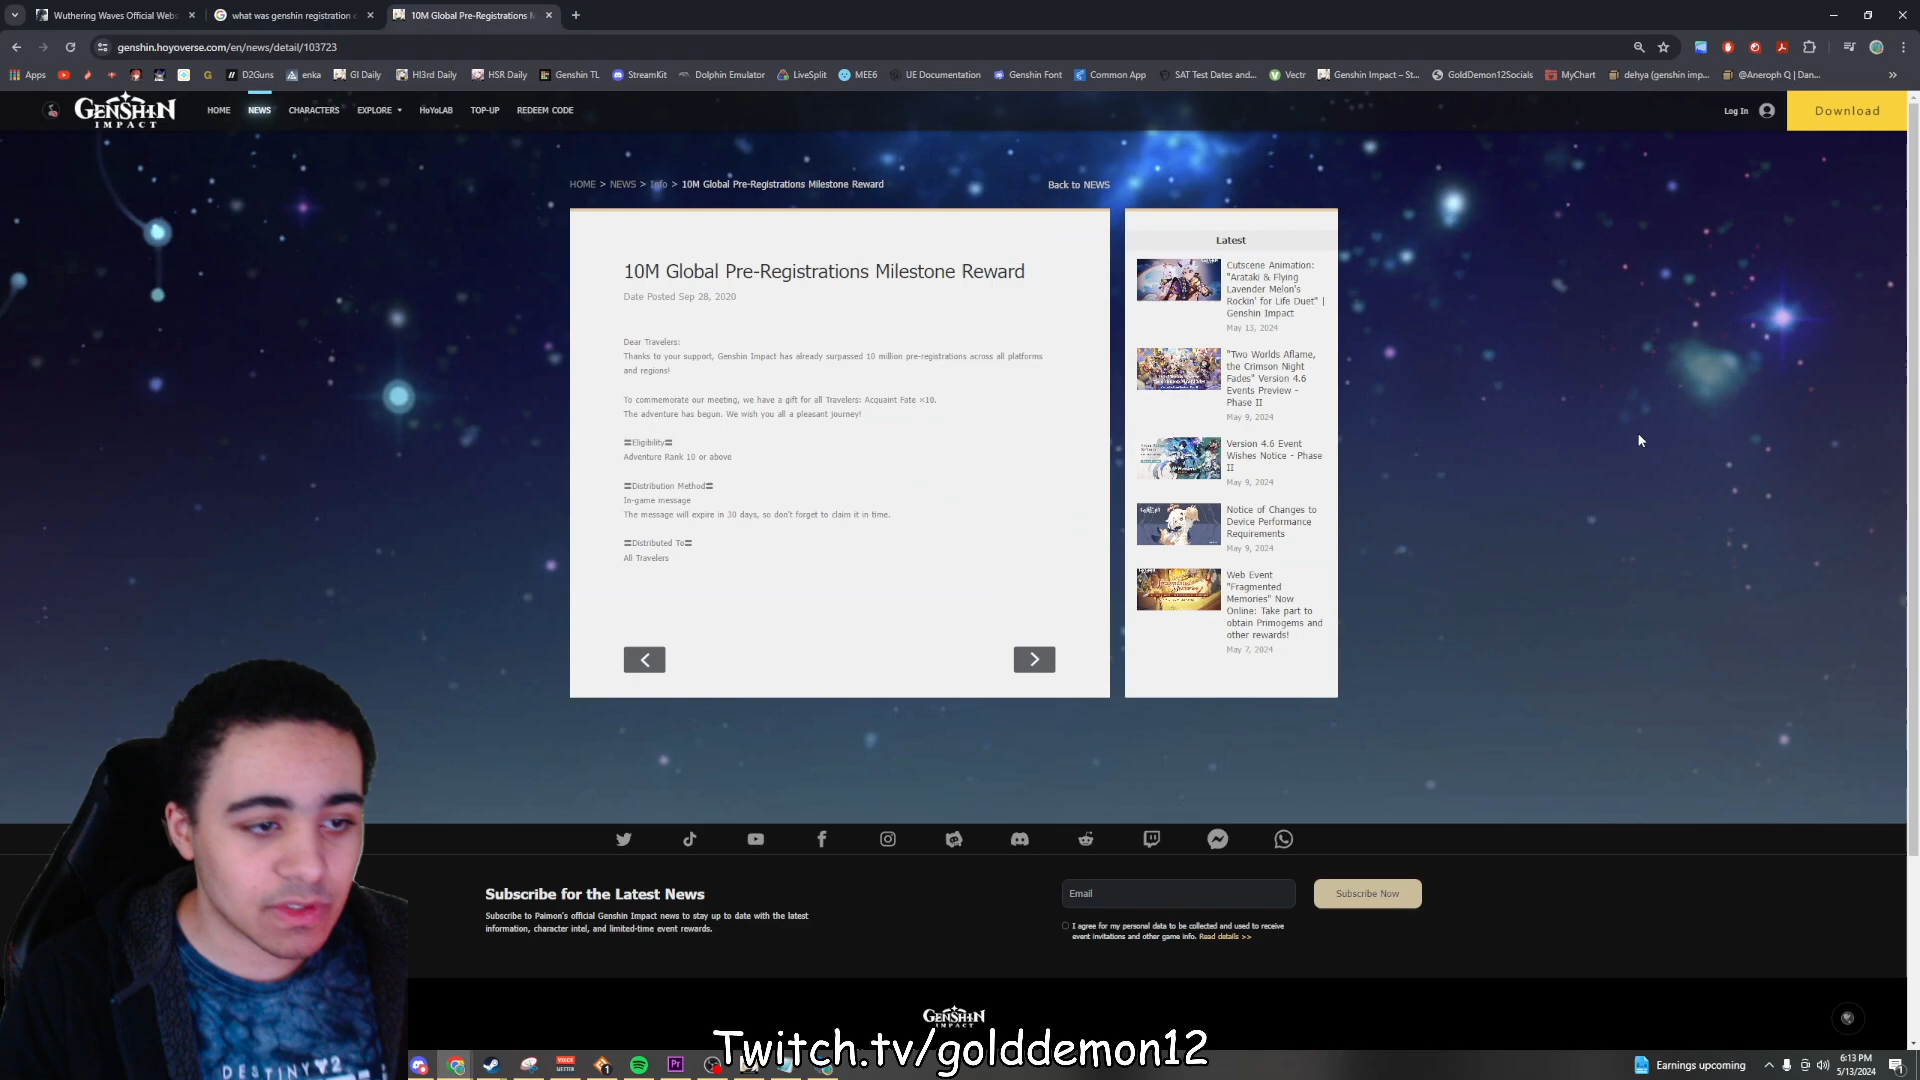 Wuthering Waves Official Webs
what was genshin registration
10M Global Pre-Registrations M
genshin.hoyoverse.com/en/news/detail/103723
Apps
D2Guns
enka
GI Daily
HI3rd Daily
HSR Daily
Genshin TL
StreamKit
Dolphin Emulator
LiveSplit
MEE6
UE Documentation
Genshin Font
Common App
SAT Test Dates and...
Vectr
Genshin Impact – St...
GoldDemon12Socials
MyChart
dehya (genshin imp...
@Aneroph Q | Dan...
GENSHIN IMPACT
HOME
NEWS
CHARACTERS
EXPLORE
HoYoLAB
TOP-UP
REDEEM CODE
Log In
Download
HOME > NEWS > Info > 10M Global Pre-Registrations Milestone Reward
Back to NEWS
10M Global Pre-Registrations Milestone Reward
Date Posted Sep 28, 2020
Dear Travelers:
Thanks to your support, Genshin Impact has already surpassed 10 million pre-registrations across all platforms
and regions!
To commemorate our meeting, we have a gift for all Travelers: Acquaint Fate ×10.
The adventure has begun. We wish you all a pleasant journey!
〓Eligibility〓
Adventure Rank 10 or above
〓Distribution Method〓
In-game message
The message will expire in 30 days, so don't forget to claim it in time.
〓Distributed To〓
All Travelers
Latest
Cutscene Animation:
"Arataki & Flying
Lavender Melon's
Rockin' for Life Duet" |
Genshin Impact
May 13, 2024
"Two Worlds Aflame,
the Crimson Night
Fades" Version 4.6
Events Preview -
Phase II
May 9, 2024
Version 4.6 Event
Wishes Notice - Phase
II
May 9, 2024
Notice of Changes to
Device Performance
Requirements
May 9, 2024
Web Event
"Fragmented
Memories" Now
Online: Take part to
obtain Primogems and
other rewards!
May 7, 2024
Subscribe for the Latest News
Subscribe to Paimon's official Genshin Impact news to stay up to date with the latest
information, character intel, and limited-time event rewards.
Email
Subscribe Now
I agree for my personal data to be collected and used to receive
event invitations and other game info. Read details >>
GENSHIN IMPACT
Twitch.tv/golddemon12
DESTINY 2
Earnings upcoming
6:13 PM
5/13/2024